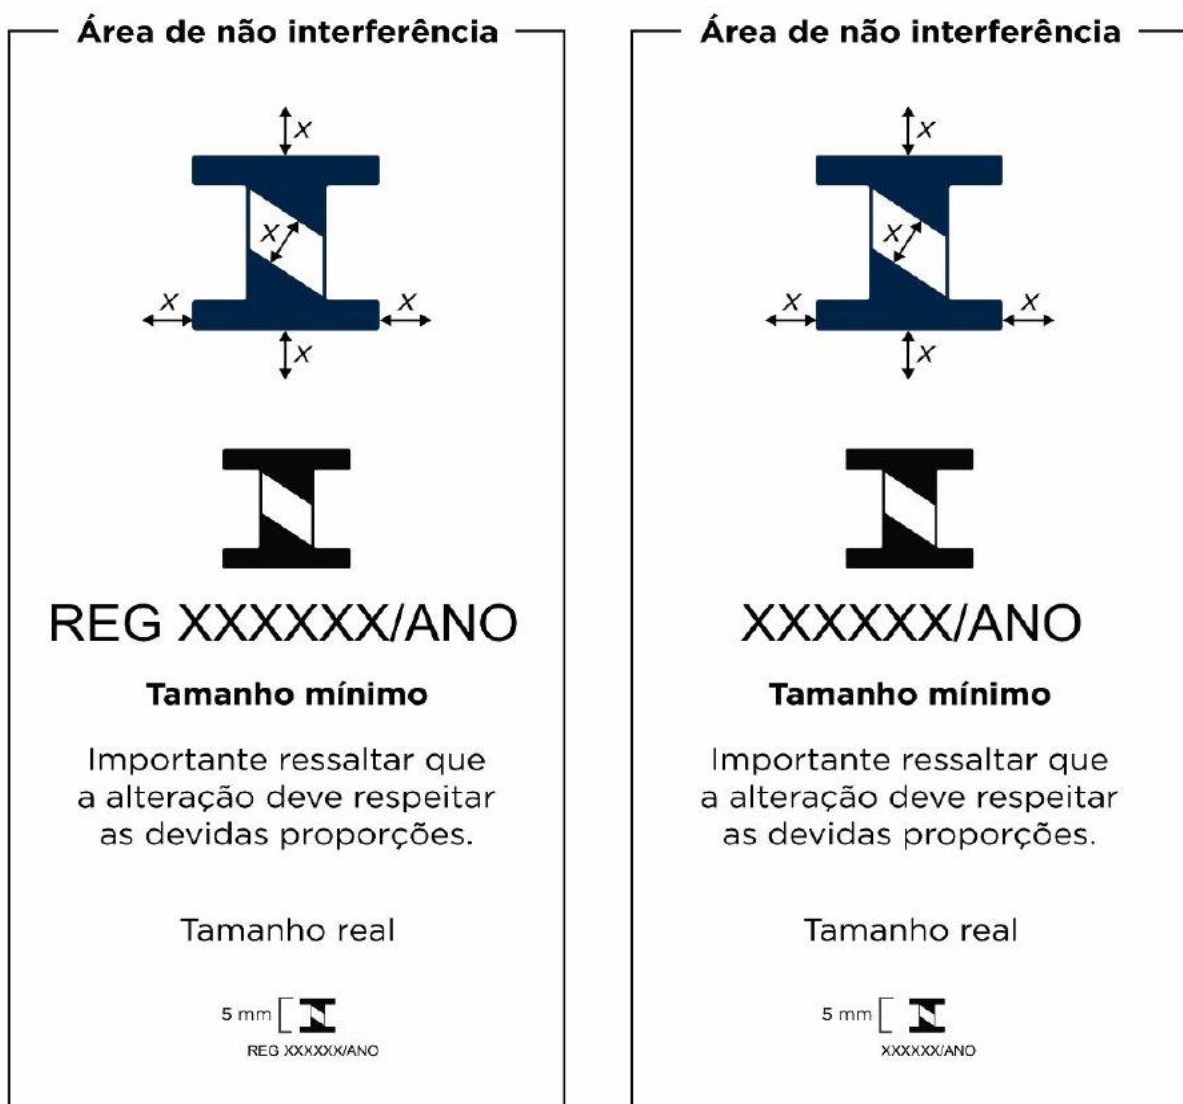 Área de não interferência
X
X
X
X
X
REG XXXXXX/ANO
Tamanho mínimo
Importante ressaltar que
a alteração deve respeitar
as devidas proporções.
Tamanho real
5 mm
REG XXXXXX/ANO
Área de não interferência
X
X
X
X
X
XXXXXX/ANO
Tamanho mínimo
Importante ressaltar que
a alteração deve respeitar
as devidas proporções.
Tamanho real
5 mm
XXXXXX/ANO